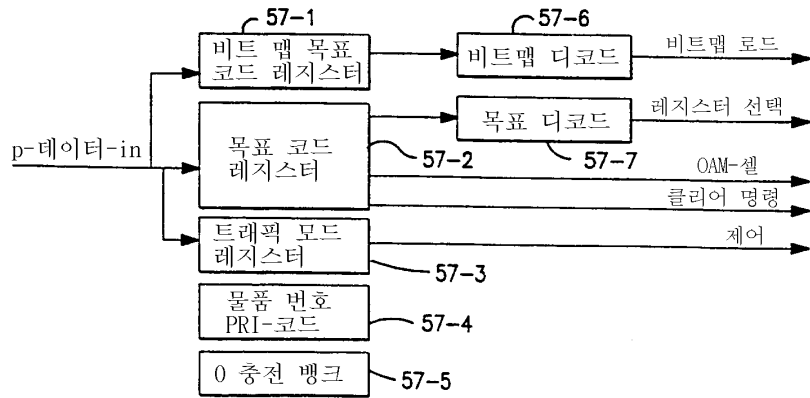 57-1
57-6
비트 맵 목표
코드 레지스터
비트맵 디코드
비트맵 로드
목표 코드
레지스터
57-2
목표 디코드
57-7
레지스터 선택
p-데이터-in
OAM-셀
클리어 명령
트래픽 모드
레지스터
57-3
제어
물품 번호
PRI-코드
57-4
0 충전 뱅크
57-5